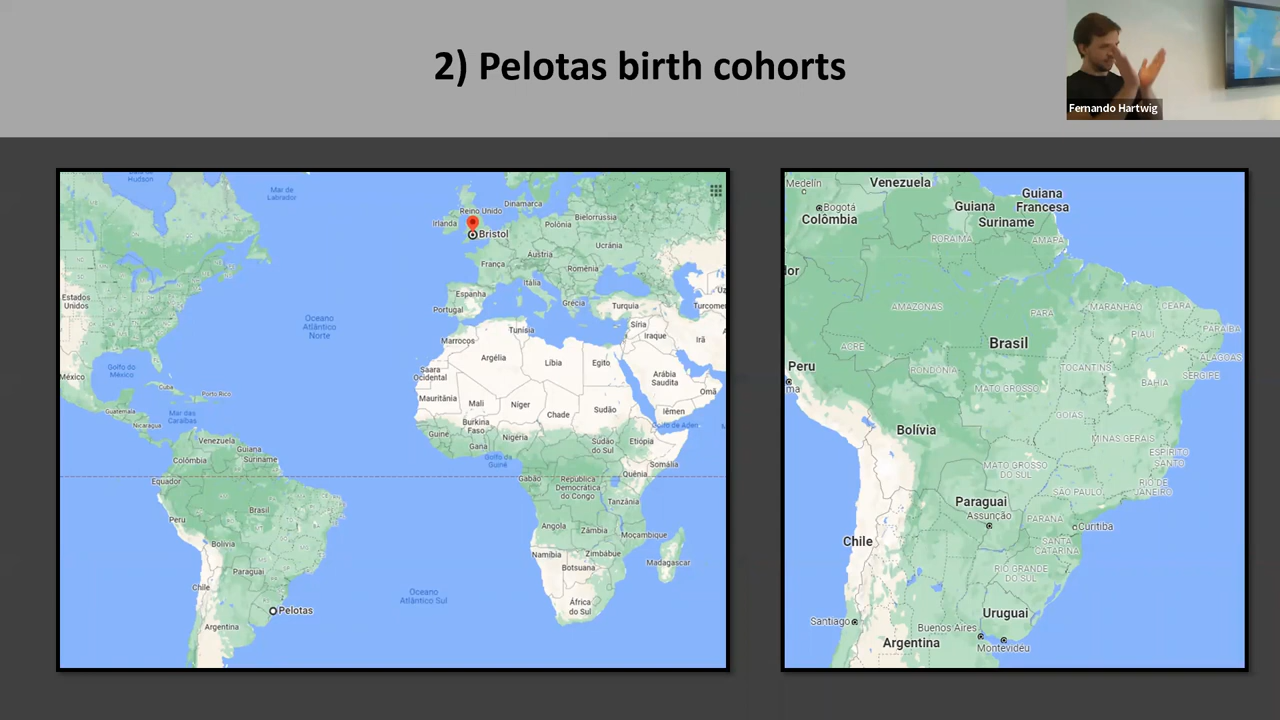 2) Pelotas birth cohorts
Fernando Hartwig
Mar de
Labrador
Reino Unido
Dinamarca
Irlanda
Bielorrussia
Polônia
Bristol
Ucrânia
Áustria
França
Romênia
Itália
Estados
Unidos
Espanha
Grécia
Turquia
Portugal
Oceano
Atlântico
Norte
Síria
Tunísia
Marrocos
Iraque
Irã
Argélia
Líbia
Egito
Golfo do
México
México
Saara
Ocidental
Arábia
Saudita
Cuba
Porto Rico
Omã
Mauritânia
Mali
Níger
Chade
Sudão
Iêmen
Guatemala
Mar das
Caraíbas
Nicarágua
Burkina
Faso
Golfo de Áden
Guiné
Gana
Nigéria
Sudão
do Sul
Etiópia
Venezuela
Guiana
Suriname
Colômbia
Golfo da
Guiné
Somália
Equador
Gabão
Quênia
República
Democrática
do Congo
Tanzânia
Brasil
Peru
Angola
Zâmbia
Moçambique
Bolívia
Namíbia
Zimbábue
Madagascar
Botsuana
Paraguai
Chile
Oceano
Atlântico Sul
África
do Sul
Pelotas
Argentina
Medelín
Venezuela
Guiana
Francesa
Bogotá
Colômbia
Guiana
Suriname
RORAIMA
AMAPÁ
dor
AMAZONAS
PARÁ
MARANHÃO
CEARÁ
PARAÍBA
PIAUÍ
ACRE
Brasil
ALAGOAS
Peru
RONDÔNIA
TOCANTINS
SERGIPE
ma
MATO GROSSO
BAHIA
GOIÁS
Bolívia
MINAS GERAIS
ESPÍRITO
SANTO
MATO GROSSO
DO SUL
RIO DE
JANEIRO
SÃO PAULO
Paraguai
Assunção
PARANÁ
Curitiba
Chile
SANTA
CATARINA
RIO GRANDE
DO SUL
Uruguai
Santiago
Buenos Aires
Argentina
Montevidéu